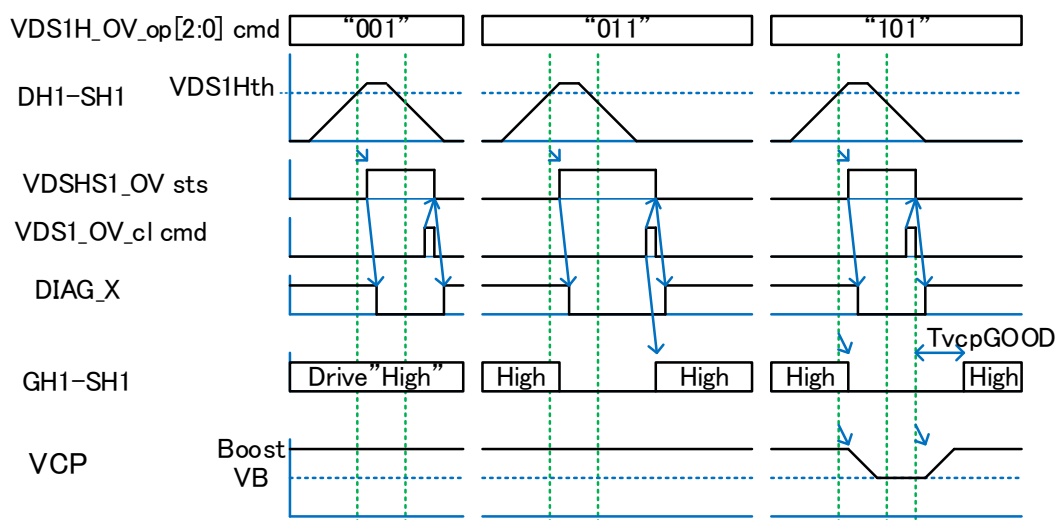 VDS1H_OV_op[2:0] cmd “001” “011” “101”
DH1-SH1 VDS1Hth
VDSHS1_OV sts
VDS1_OV_cl cmd
DIAG_X
TvcpGOOD
GH1-SH1 Drive”High” High High High High
VCP Boost
VB